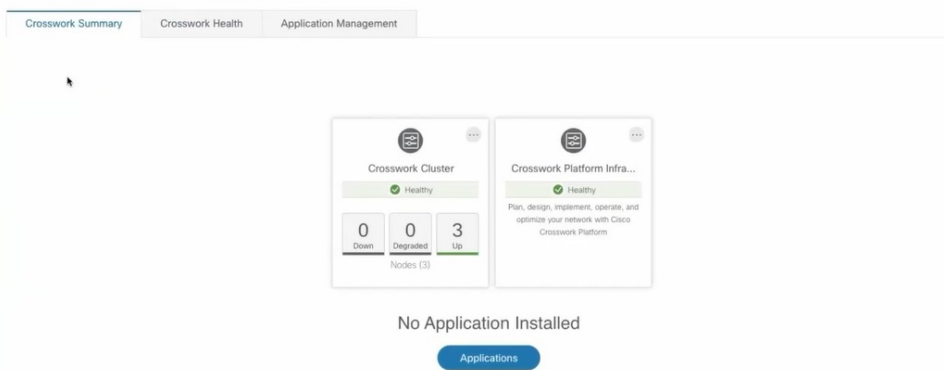 Crosswork Summary
Crosswork Health
Application Management
Crosswork Cluster
Healthy
0
Down
0
Degraded
3
Up
Nodes (3)
Crosswork Platform Infra...
Healthy
Plan, design, implement, operate, and
optimize your network with Cisco
Crosswork Platform
No Application Installed
Applications